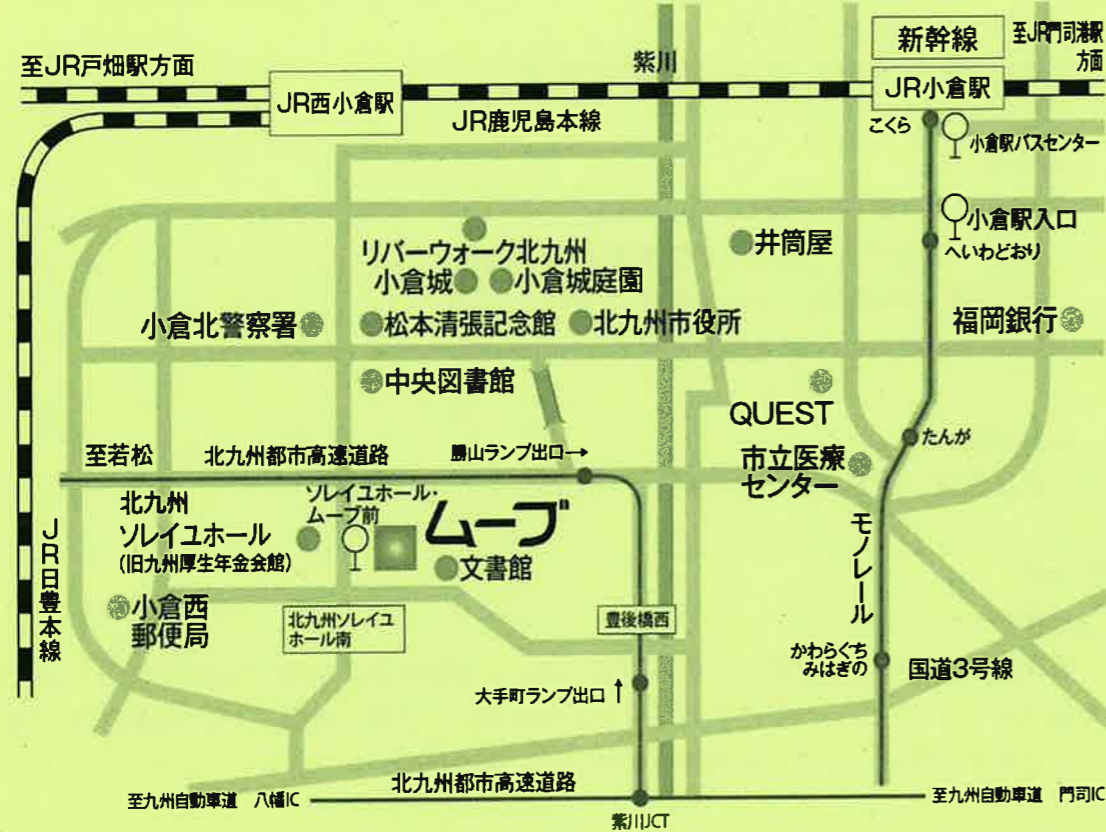 新幹線
至JR門司港駅
方面
至JR戸畑駅方面
紫川
JR西小倉駅
JR小倉駅
JR鹿児島本線
こくら
小倉駅バスセンター
小倉駅入口
へいわどおり
リバーウォーク北九州
井筒屋
小倉城
小倉城庭園
小倉北警察署
松本清張記念館
北九州市役所
福岡銀行
中央図書館
QUEST
たんが
至若松
北九州都市高速道路
勝山ランプ出口→
市立医療
センター
北九州
ソレイユホール
(旧九州厚生年金会館)
ソレイユホール・
ムーブ前
ムーブ
文書館
モノレール
JR日豊本線
小倉西
郵便局
北九州ソレイユ
ホール南
豊後橋西
かわらぐち
みはぎの
国道3号線
大手町ランプ出口↑
北九州都市高速道路
至九州自動車道 八幡IC
至九州自動車道 門司IC
紫川JCT